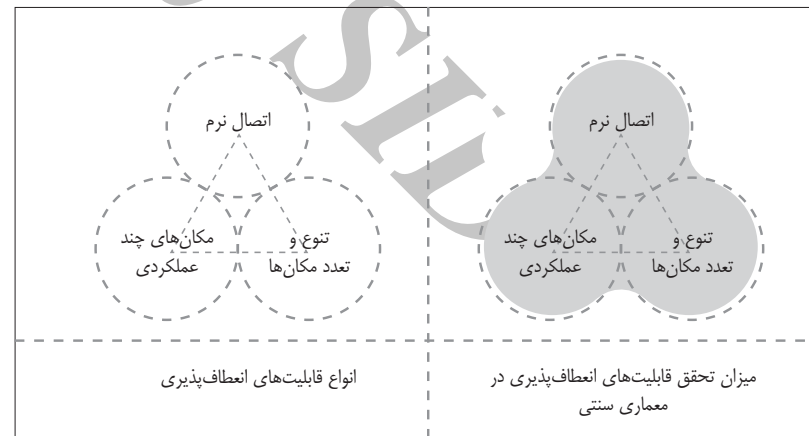 اتصال نرم
تنوع و
تعدد مکان‌ها
مکان‌های چند
عملکردی
میزان تحقق قابلیت‌های انعطاف‌پذیری در
معماری سنتی
اتصال نرم
تنوع و
تعدد مکان‌ها
مکان‌های چند
عملکردی
انواع قابلیت‌های انعطاف‌پذیری
SID